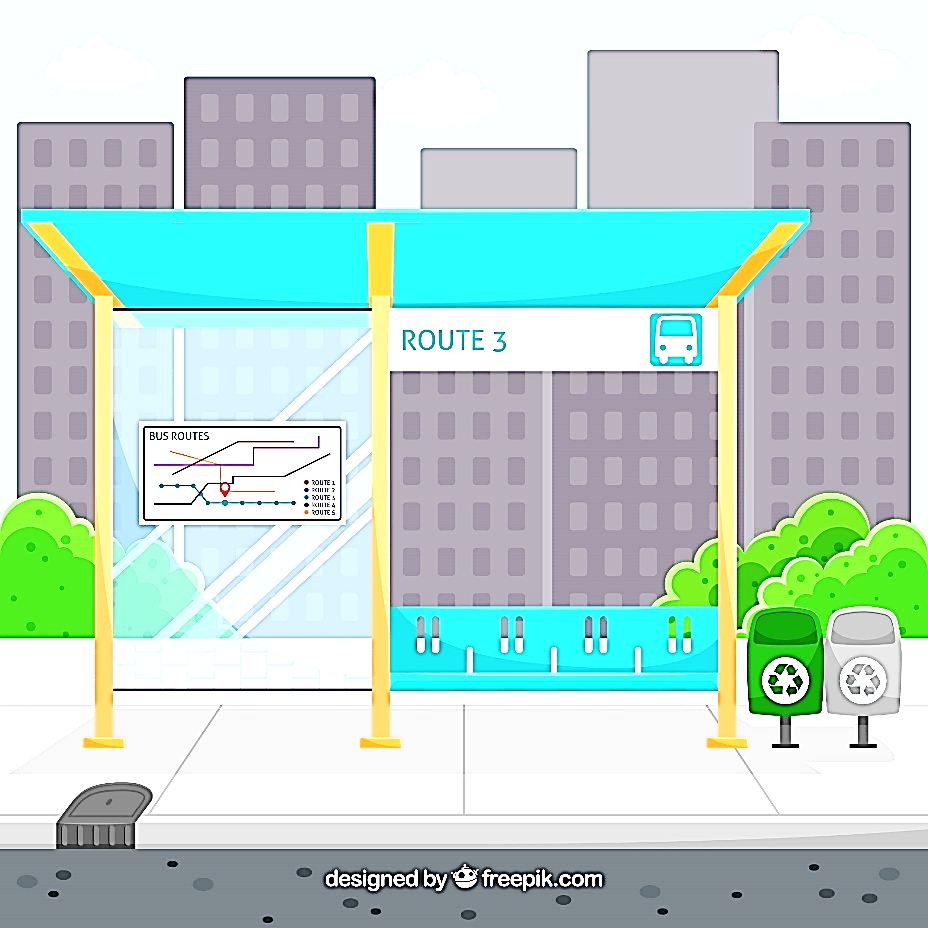 ROUTE 3
BUS ROUTES
ROUTE 1
ROUTE 2
ROUTE 3
ROUTE 4
ROUTE 5
designed by freepik.com